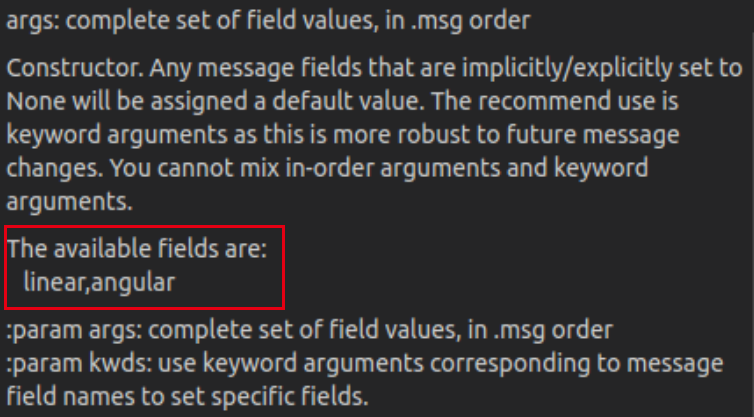 args: complete set of field values, in .msg order
Constructor. Any message fields that are implicitly/explicitly set to
None will be assigned a default value. The recommend use is
keyword arguments as this is more robust to future message
changes. You cannot mix in-order arguments and keyword
arguments.
The available fields are:
linear,angular
:param args: complete set of field values, in .msg order
:param kwds: use keyword arguments corresponding to message
field names to set specific fields.